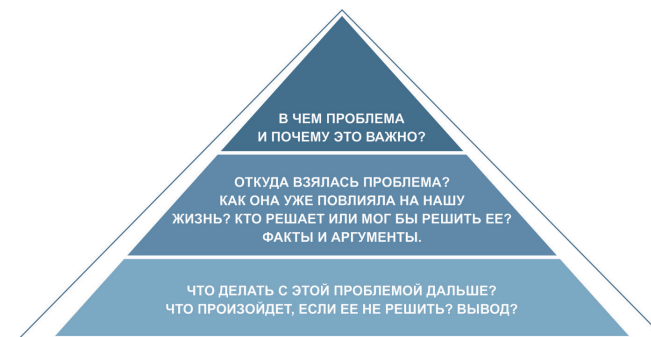 В ЧЕМ ПРОБЛЕМА
И ПОЧЕМУ ЭТО ВАЖНО?
ОТКУДА ВЗЯЛАСЬ ПРОБЛЕМА?
КАК ОНА УЖЕ ПОВЛИЯЛА НА НАШУ
ЖИЗНЬ? КТО РЕШАЕТ ИЛИ МОГ БЫ РЕШИТЬ ЕЕ?
ФАКТЫ И АРГУМЕНТЫ.
ЧТО ДЕЛАТЬ С ЭТОЙ ПРОБЛЕМОЙ ДАЛЬШЕ?
ЧТО ПРОИЗОЙДЕТ, ЕСЛИ ЕЕ НЕ РЕШИТЬ? ВЫВОД?